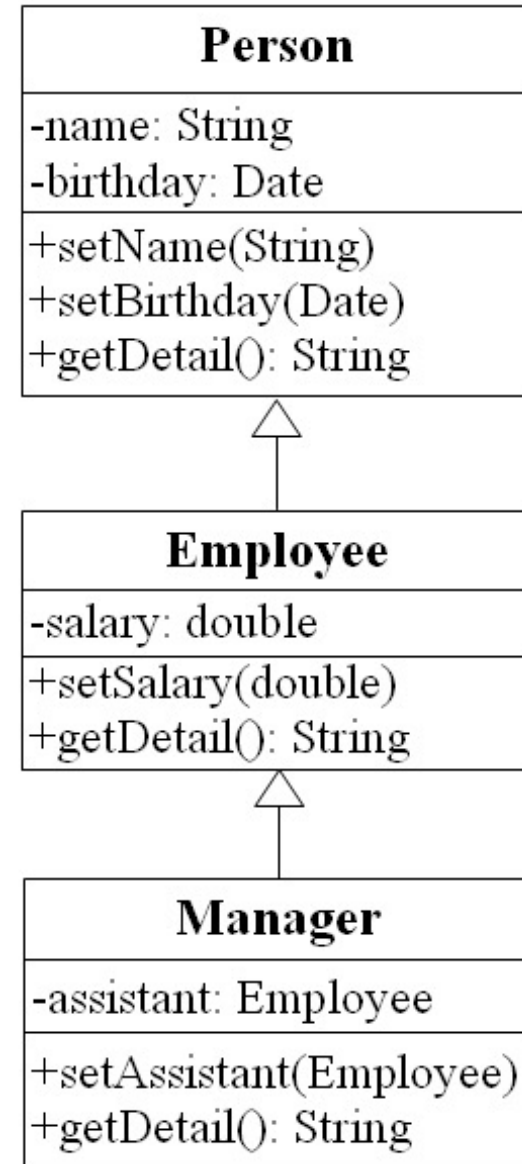 Person
-name: String
-birthday: Date
+setName(String)
+setBirthday(Date)
+getDetail(): String
Employee
-salary: double
+setSalary(double)
+getDetail(): String
Manager
-assistant: Employee
+setAssistant(Employee)
+getDetail(): String